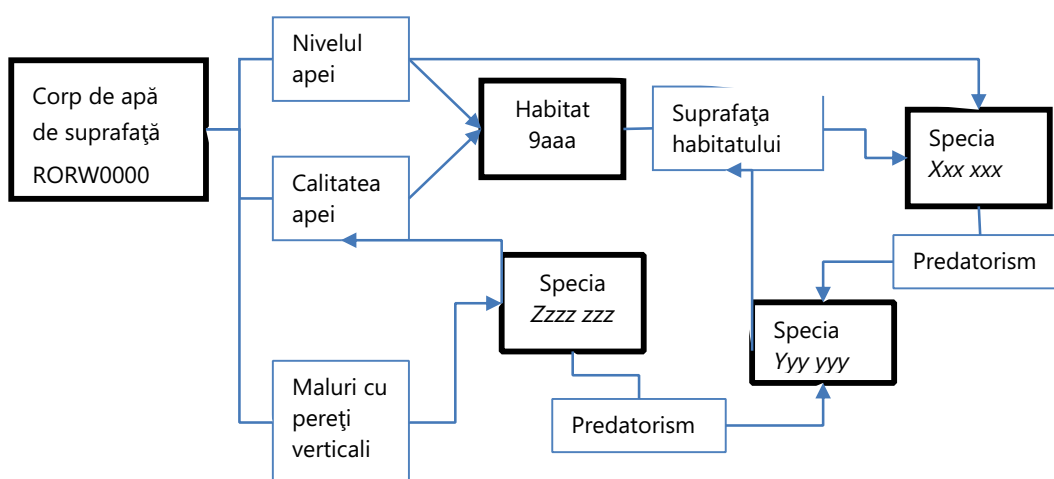 Nivelul
apei
Corp de apă
de suprafaţă
RORW0000
Habitat
9aaa
Suprafaţa
habitatului
Specia
Xxx xxx
Calitatea
apei
Predatorism
Specia
Zzzz zzz
Specia
Yyy yyy
Maluri cu
pereţi
verticali
Predatorism